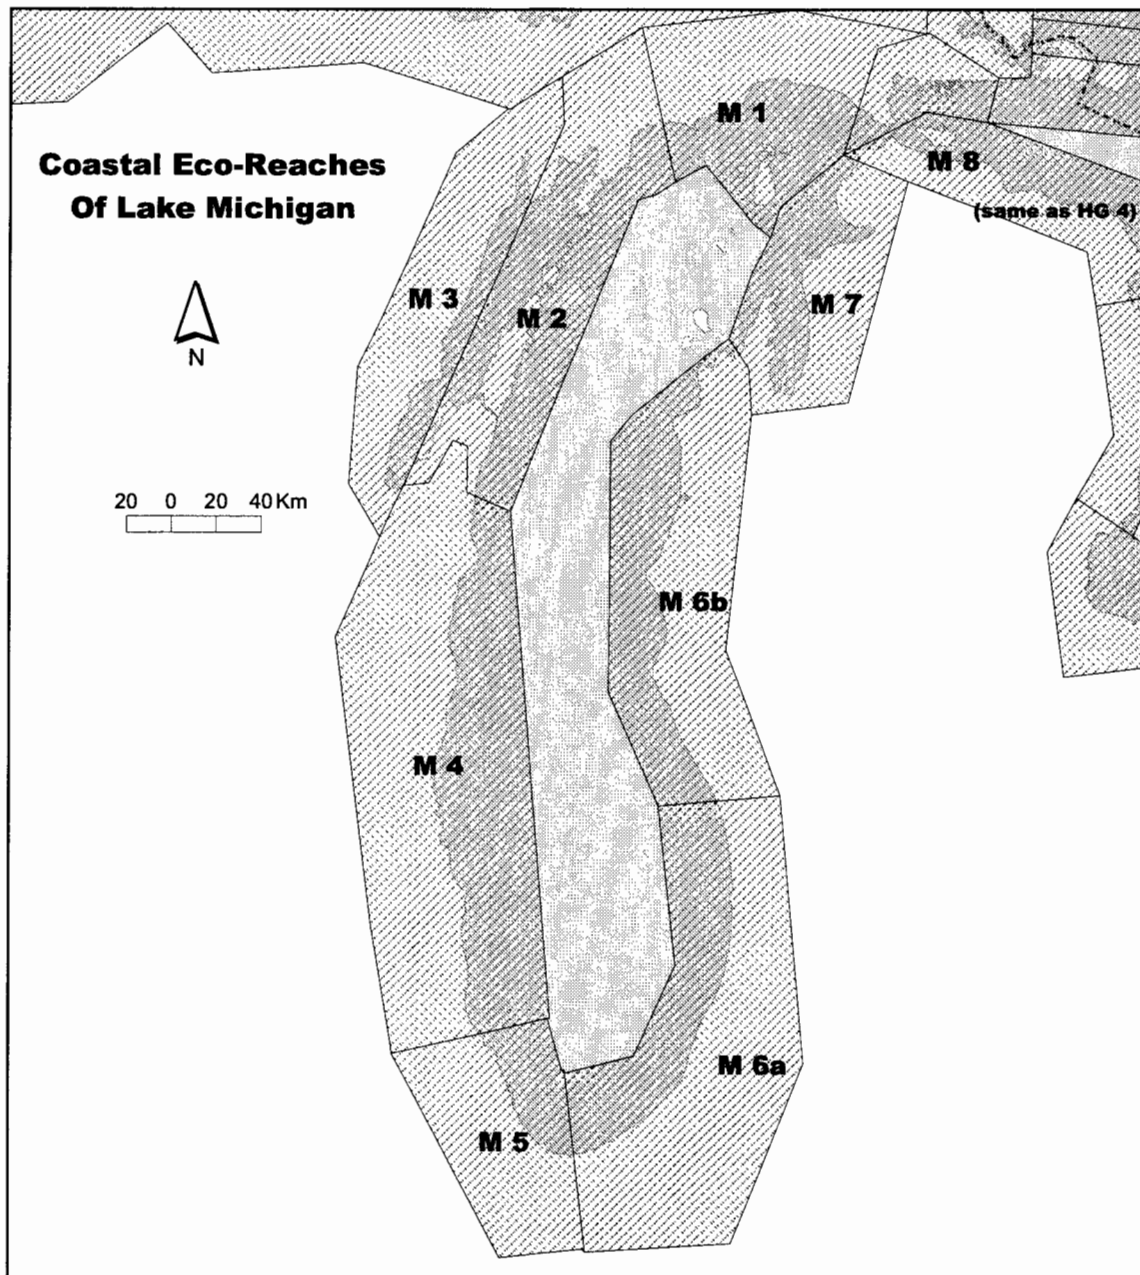 Coastal Eco-Reaches
Of Lake Michigan
N
20 0 20 40 Km
M 1
M 8
(same as HG 4)
M 3
M 2
M 7
M 6b
M 4
M 6a
M 5